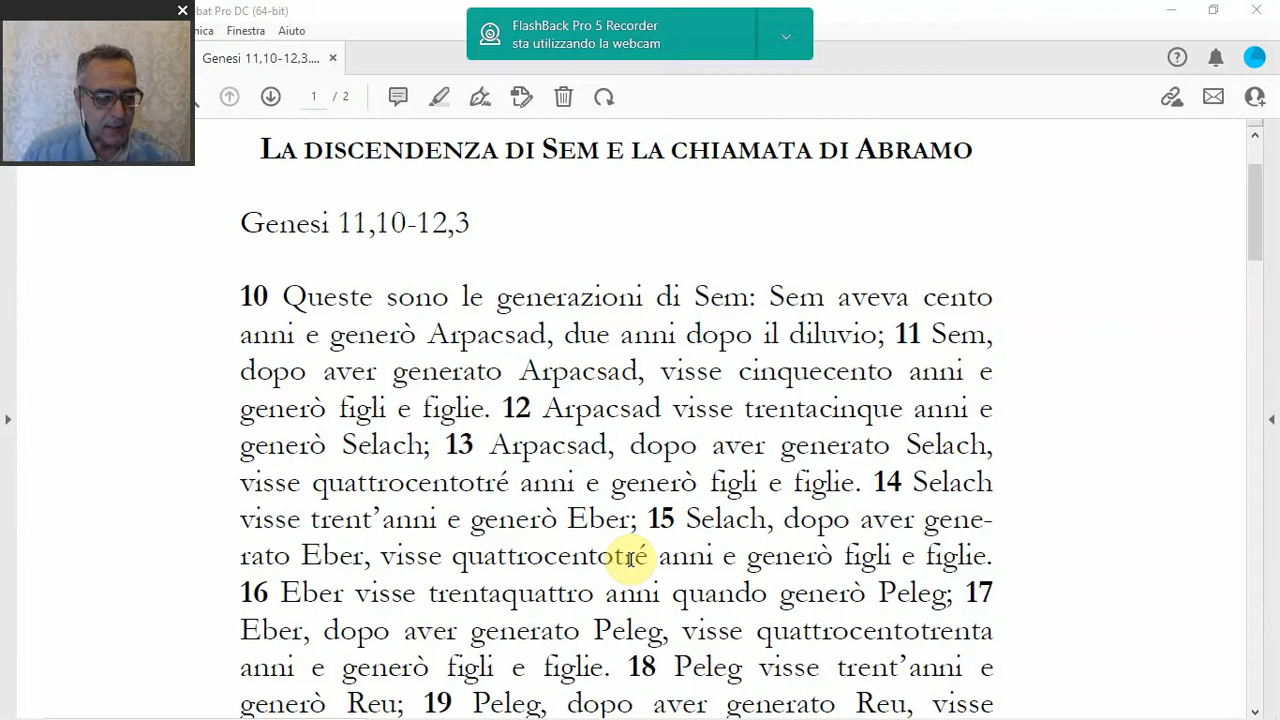 bat Pro DC (64-bit)
nica Finestra Aiuto
FlashBack Pro 5 Recorder
sta utilizzando la webcam
Genesi 11,10-12,3....
1 / 2
LA DISCENDENZA DI SEM E LA CHIAMATA DI ABRAMO
Genesi 11,10-12,3
10 Queste sono le generazioni di Sem: Sem aveva cento
anni e generò Arpacsad, due anni dopo il diluvio; 11 Sem,
dopo aver generato Arpacsad, visse cinquecento anni e
generò figli e figlie. 12 Arpacsad visse trentacinque anni e
generò Selach; 13 Arpacsad, dopo aver generato Selach,
visse quattrocentotré anni e generò figli e figlie. 14 Selach
visse trent’anni e generò Eber; 15 Selach, dopo aver gene-
rato Eber, visse quattrocentotré anni e generò figli e figlie.
16 Eber visse trentaquattro anni quando generò Peleg; 17
Eber, dopo aver generato Peleg, visse quattrocentotrenta
anni e generò figli e figlie. 18 Peleg visse trent’anni e
generò Reu; 19 Peleg, dopo aver generato Reu, visse